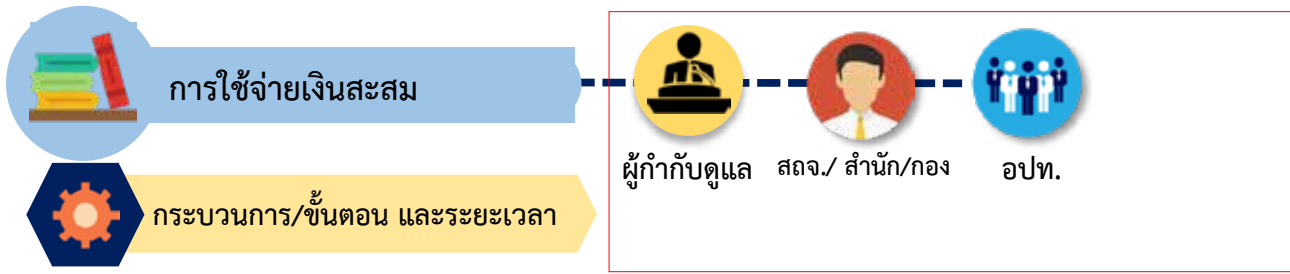 การใช้จ่ายเงินสะสม
ผู้กำกับดูแล
สถจ./ สำนัก/กอง
อปท.
กระบวนการ/ขั้นตอน และระยะเวลา